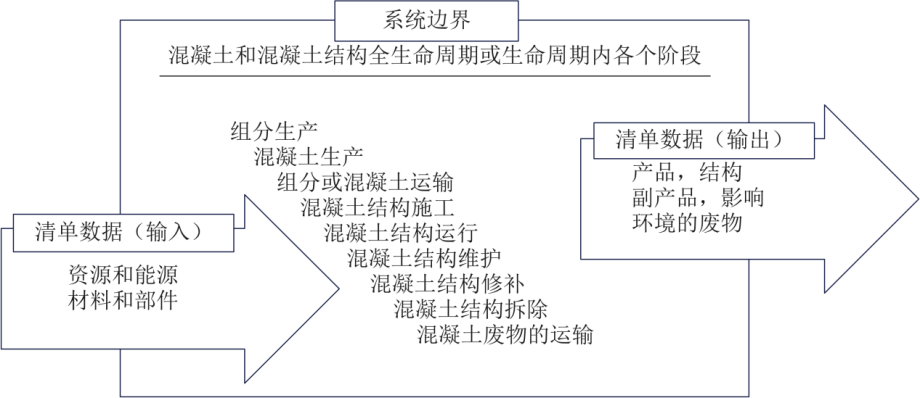 系统边界
混凝土和混凝土结构全生命周期或生命周期内各个阶段
组分生产
混凝土生产
组分或混凝土运输
混凝土结构施工
混凝土结构运行
混凝土结构维护
混凝土结构修补
混凝土结构拆除
混凝土废物的运输
清单数据（输入）
资源和能源
材料和部件
清单数据（输出）
产品，结构
副产品，影响
环境的废物